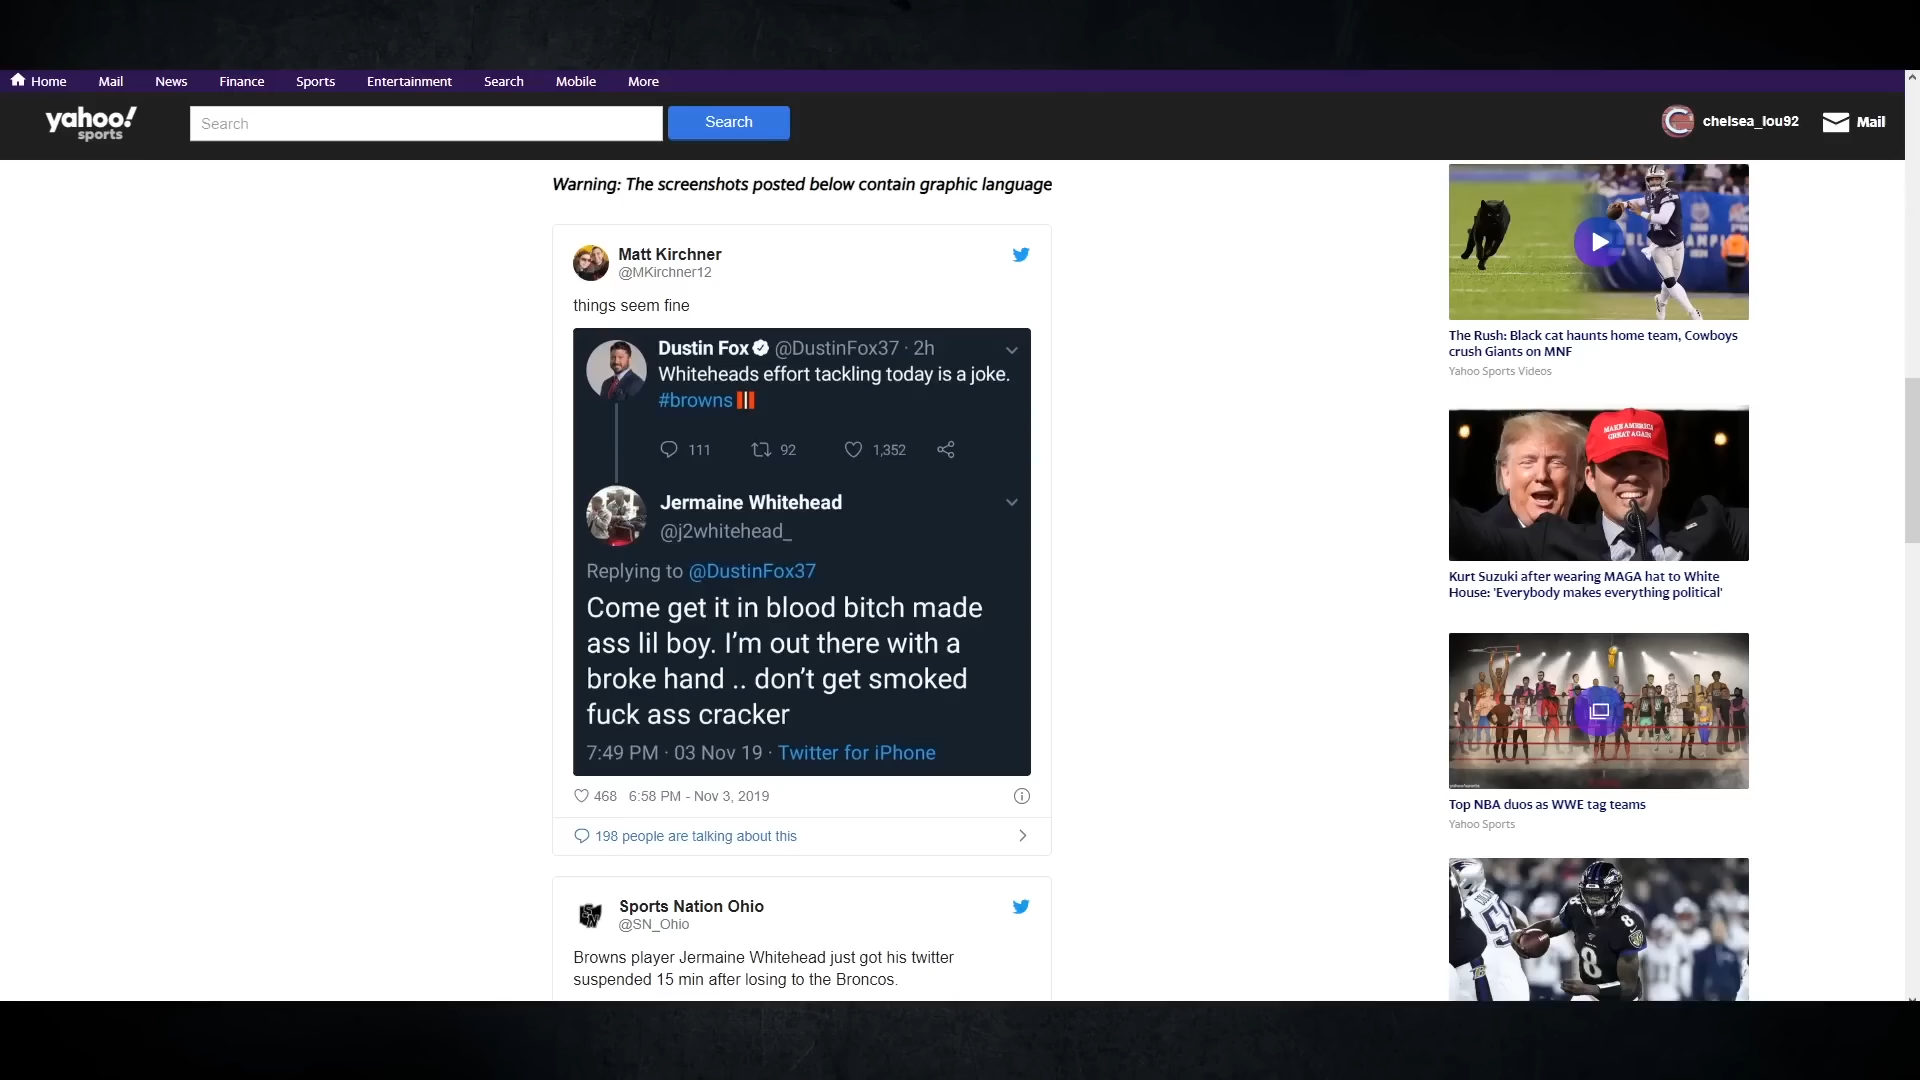 Home Mail News Finance Sports Entertainment Search Mobile More
yahoo!
sports
Search
Search
chelsea_lou92
Mail
Warning: The screenshots posted below contain graphic language
Matt Kirchner
@MKirchner12
things seem fine
Dustin Fox @DustinFox37 · 2h
Whiteheads effort tackling today is a joke.
#browns
111 92 1,352
Jermaine Whitehead
@j2whitehead_
Replying to @DustinFox37
Come get it in blood bitch made
ass lil boy. I'm out there with a
broke hand .. don't get smoked
fuck ass cracker
7:49 PM · 03 Nov 19 · Twitter for iPhone
468 6:58 PM - Nov 3, 2019
198 people are talking about this
Sports Nation Ohio
@SN_Ohio
Browns player Jermaine Whitehead just got his twitter
suspended 15 min after losing to the Broncos.
The Rush: Black cat haunts home team, Cowboys
crush Giants on MNF
Yahoo Sports Videos
MAKE AMERICA
GREAT AGAIN
Kurt Suzuki after wearing MAGA hat to White
House: 'Everybody makes everything political'
Top NBA duos as WWE tag teams
Yahoo Sports
8
8